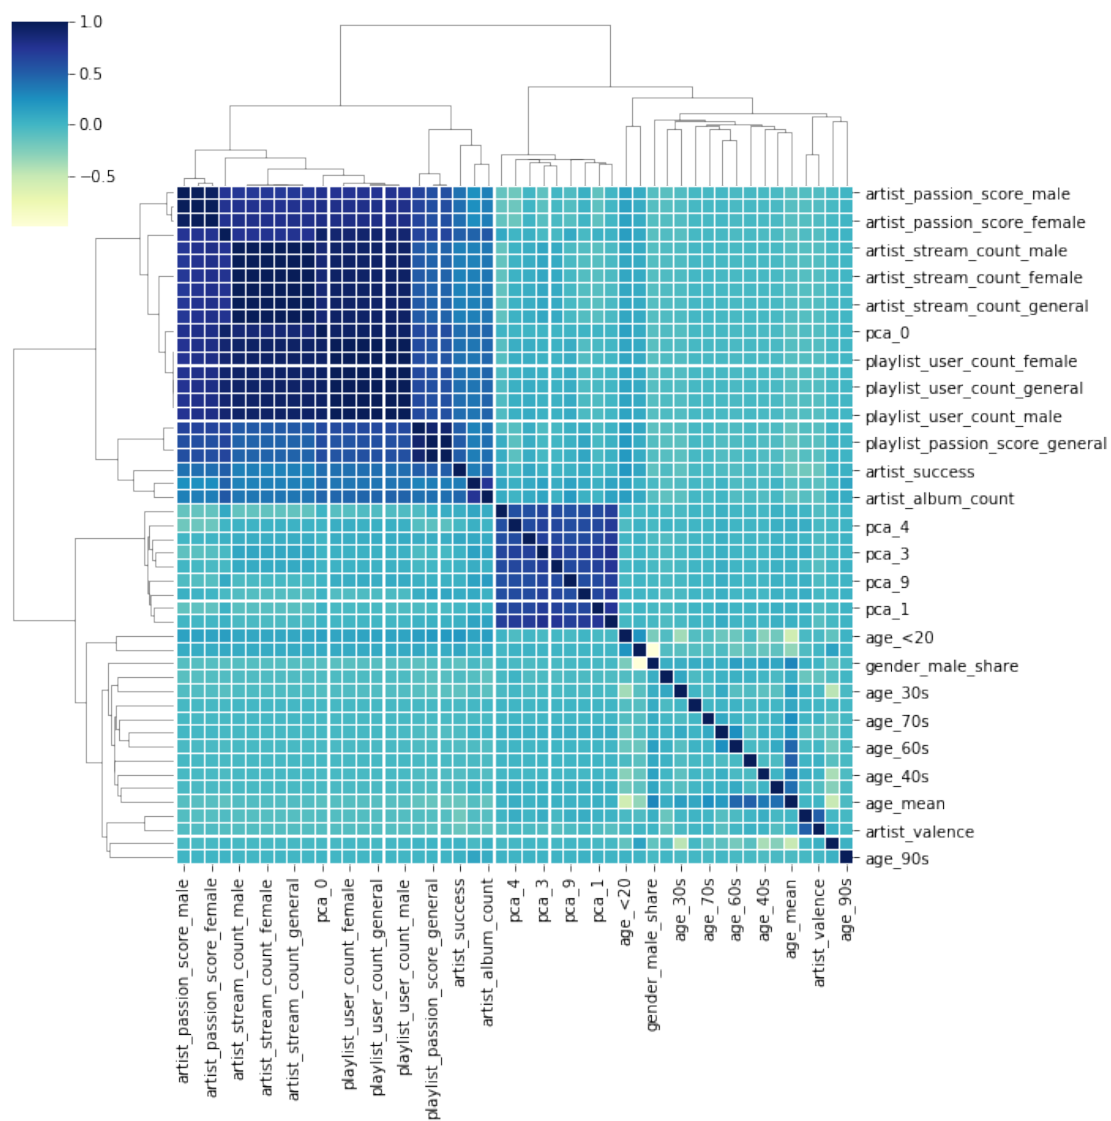 1.0
0.5
0.0
−0.5
artist_passion_score_male
artist_passion_score_female
artist_stream_count_male
artist_stream_count_female
artist_stream_count_general
pca_0
playlist_user_count_female
playlist_user_count_general
playlist_user_count_male
playlist_passion_score_general
artist_success
artist_album_count
pca_4
pca_3
pca_9
pca_1
age_<20
gender_male_share
age_30s
age_70s
age_60s
age_40s
age_mean
artist_valence
age_90s
artist_passion_score_male
artist_passion_score_female
artist_stream_count_male
artist_stream_count_female
artist_stream_count_general
pca_0
playlist_user_count_female
playlist_user_count_general
playlist_user_count_male
playlist_passion_score_general
artist_success
artist_album_count
pca_4
pca_3
pca_9
pca_1
age_<20
gender_male_share
age_30s
age_70s
age_60s
age_40s
age_mean
artist_valence
age_90s